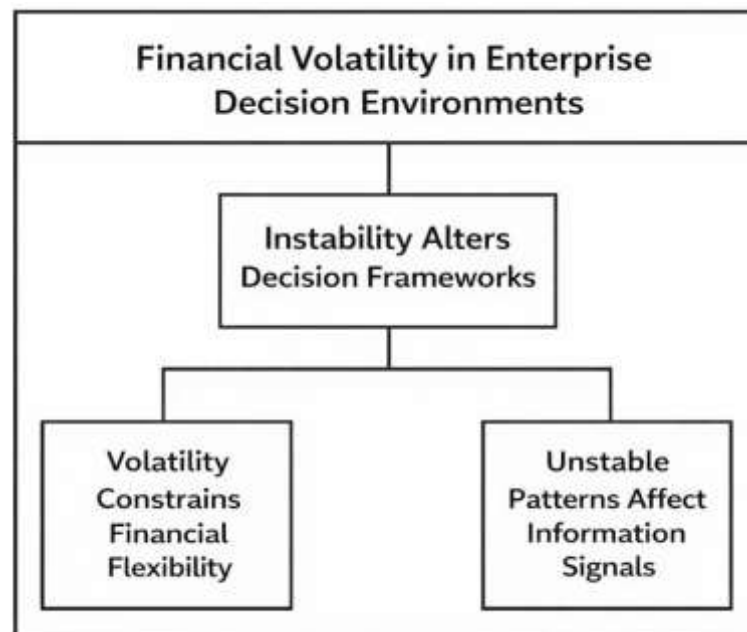 Financial Volatility in Enterprise
Decision Environments
Instability Alters
Decision Frameworks
Volatility
Constrains
Financial
Flexibility
Unstable
Patterns Affect
Information
Signals